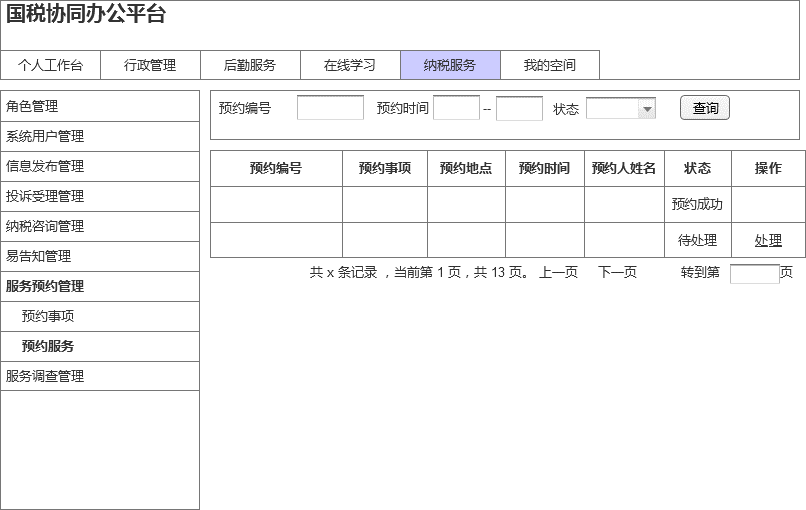 国税协同办公平台
个人工作台 行政管理 后勤服务 在线学习 纳税服务 我的空间
角色管理
系统用户管理
信息发布管理
投诉受理管理
纳税咨询管理
易告知管理
服务预约管理
预约事项
预约服务
服务调查管理
预约编号 预约时间 -- 状态 查询
预约编号 预约事项 预约地点 预约时间 预约人姓名 状态 操作
预约成功
待处理 处理
共 x 条记录 ，当前第 1 页，共 13 页。 上一页 下一页 转到第 页